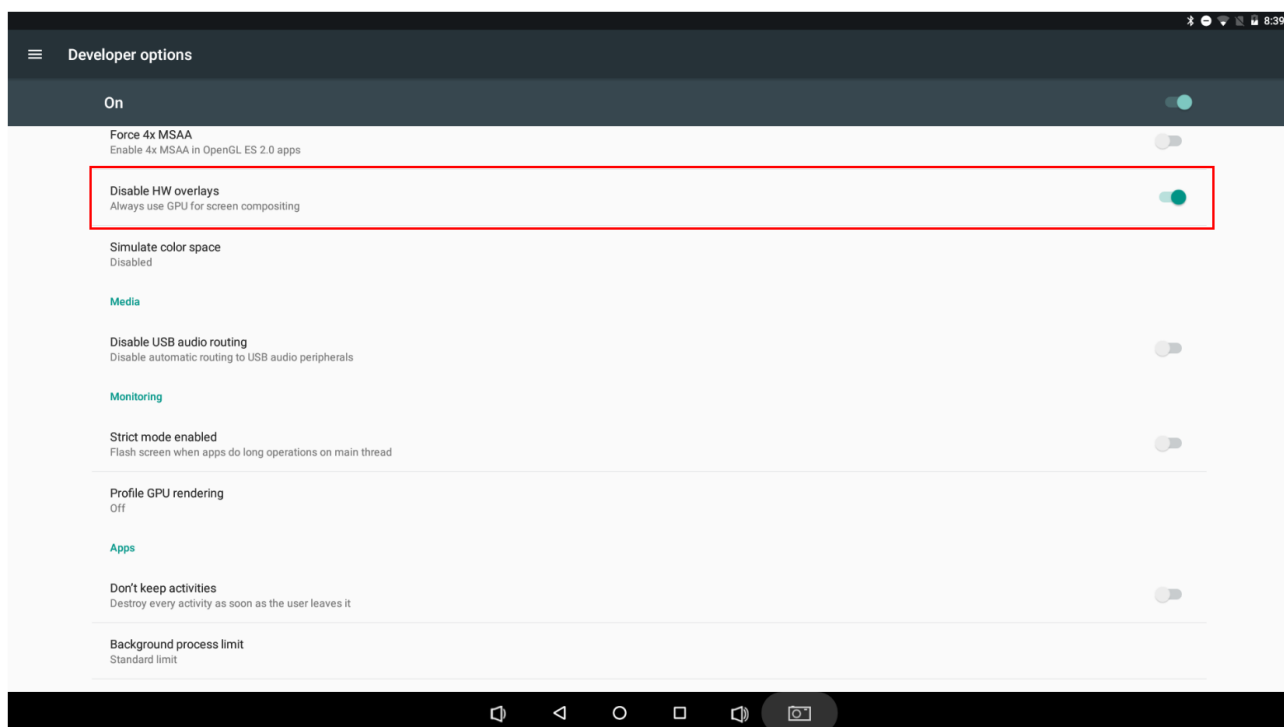 8:39
Developer options
On
Force 4x MSAA
Enable 4x MSAA in OpenGL ES 2.0 apps
Disable HW overlays
Always use GPU for screen compositing
Simulate color space
Disabled
Media
Disable USB audio routing
Disable automatic routing to USB audio peripherals
Monitoring
Strict mode enabled
Flash screen when apps do long operations on main thread
Profile GPU rendering
Off
Apps
Don't keep activities
Destroy every activity as soon as the user leaves it
Background process limit
Standard limit